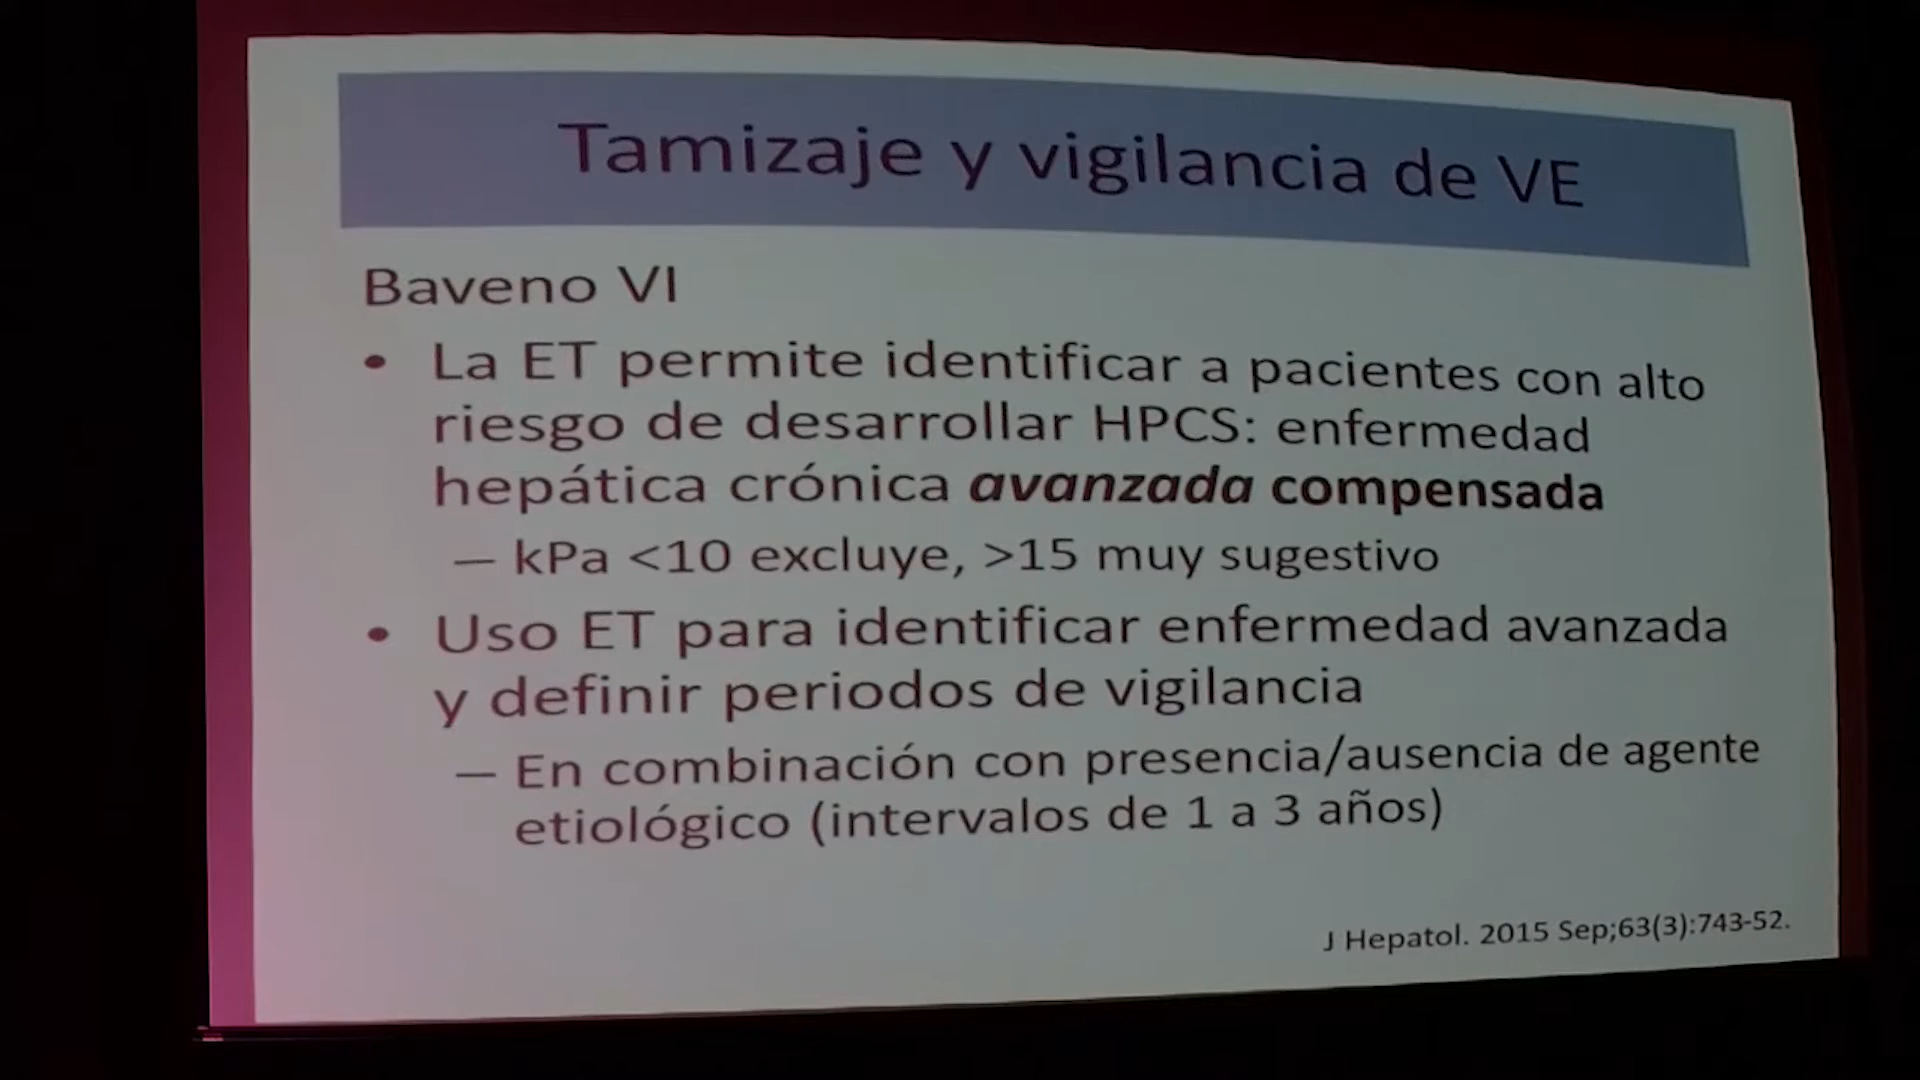 Tamizaje y vigilancia de VE
Baveno VI
• La ET permite identificar a pacientes con alto
riesgo de desarrollar HPCS: enfermedad
hepática crónica avanzada compensada
– kPa <10 excluye, >15 muy sugestivo
• Uso ET para identificar enfermedad avanzada
y definir periodos de vigilancia
– En combinación con presencia/ausencia de agente
etiológico (intervalos de 1 a 3 años)
J Hepatol. 2015 Sep;63(3):743-52.